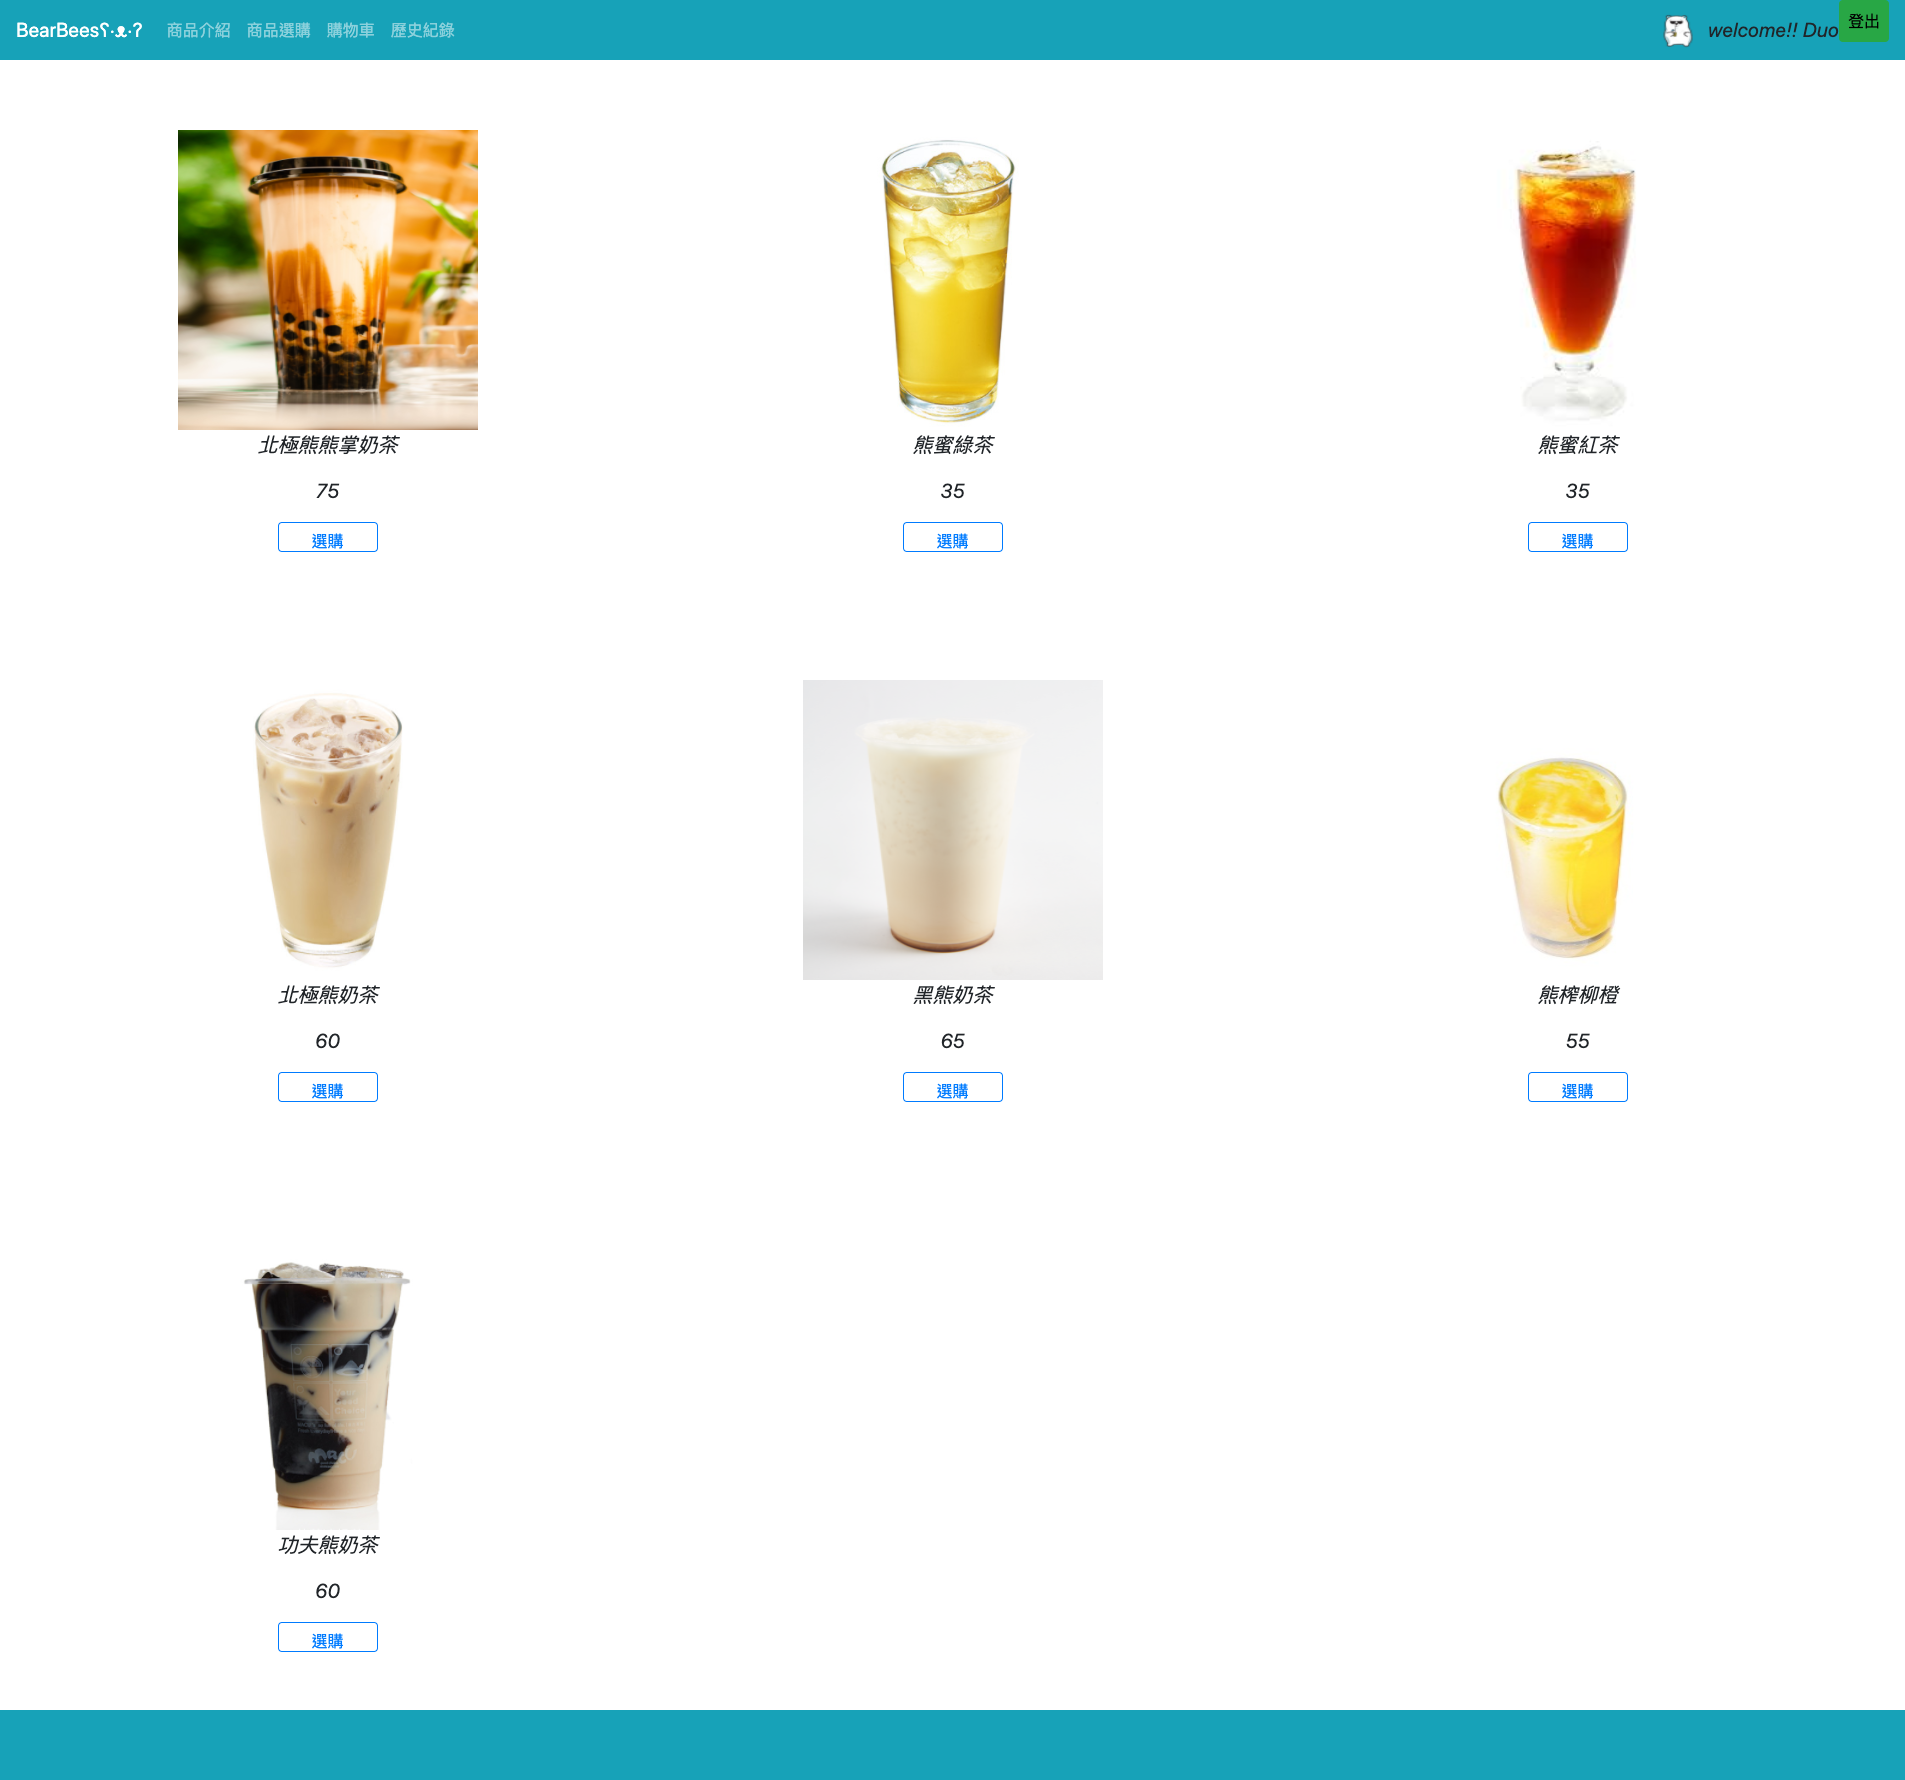 BearBeesʕ·ᴥ·ʔ 商品介紹 商品選購 購物車 歷史紀錄 welcome!! Duo 登出
北極熊熊掌奶茶 熊蜜綠茶 熊蜜紅茶
75 35 35
選購 選購 選購
北極熊奶茶 黑熊奶茶 熊榨柳橙
60 65 55
選購 選購 選購
功夫熊奶茶
60
選購